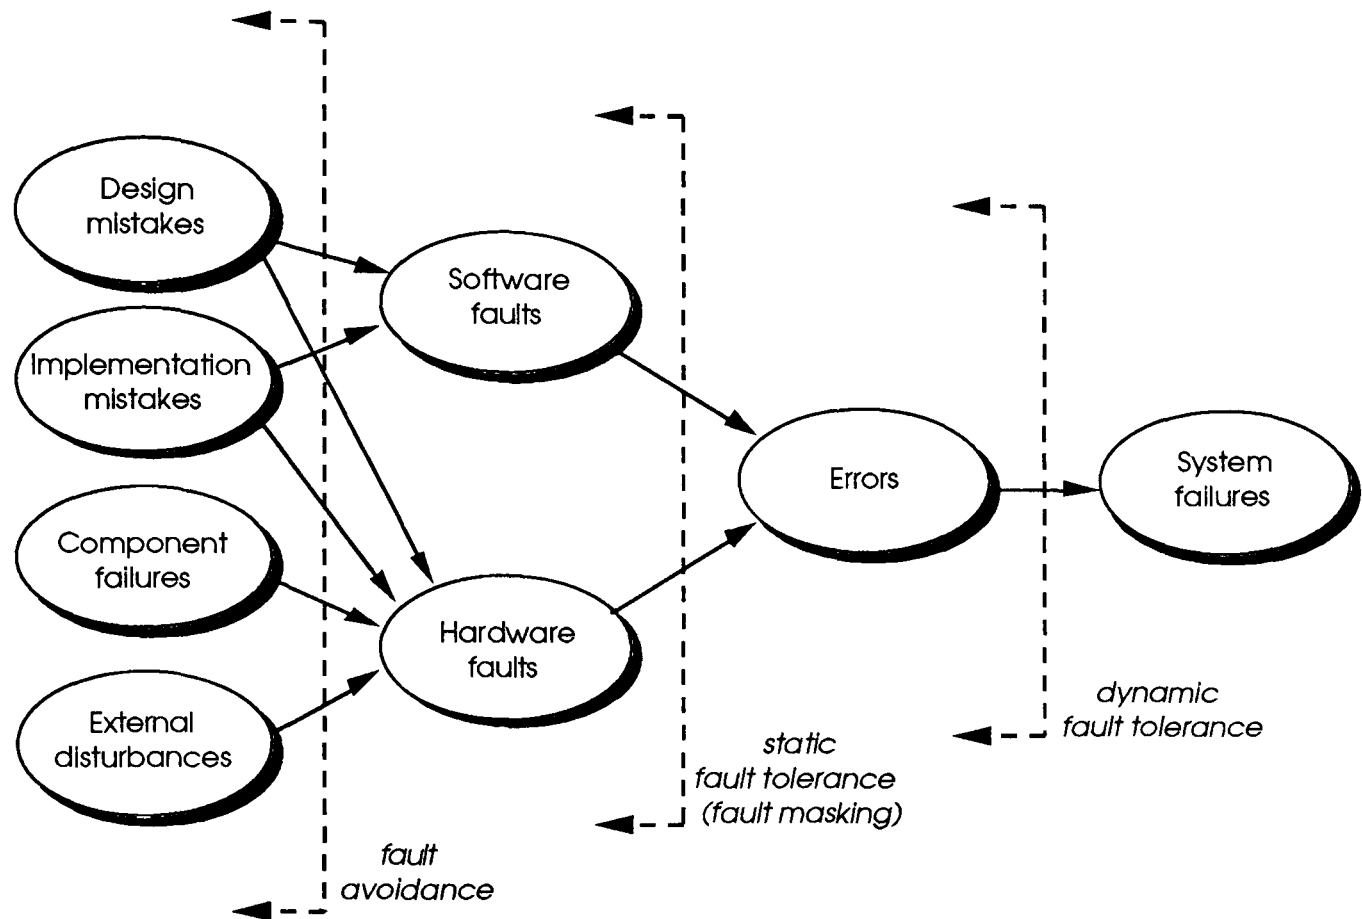 Design
mistakes
Implementation
mistakes
Component
failures
External
disturbances
Software
faults
Hardware
faults
Errors
System
failures
fault
avoidance
static
fault tolerance
(fault masking)
dynamic
fault tolerance